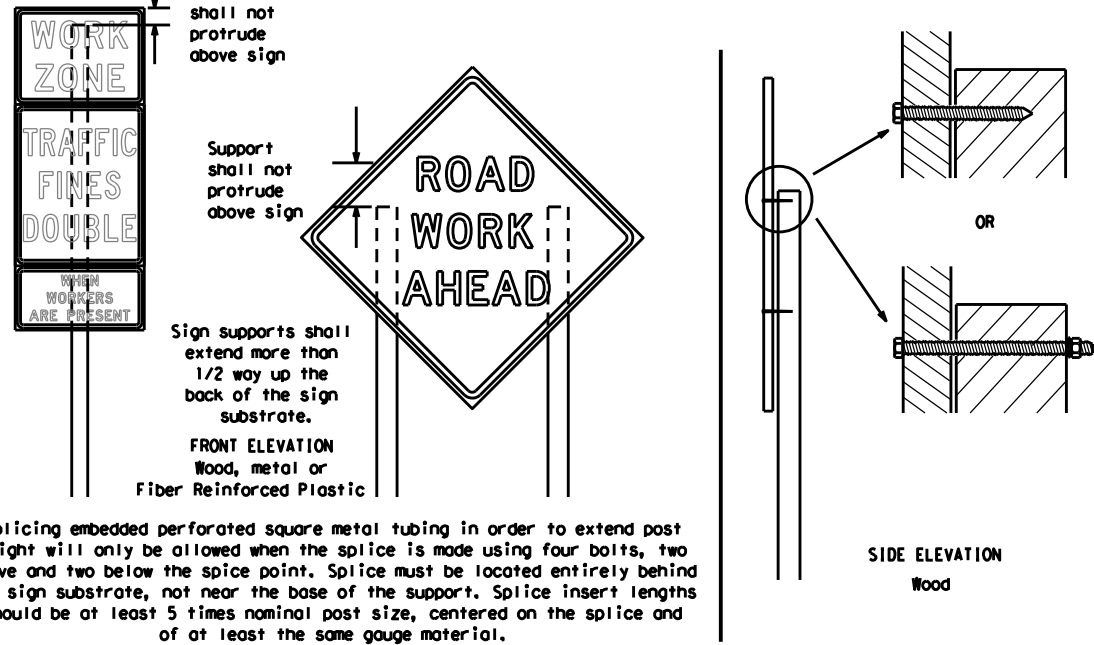 shall not
protrude
above sign
WORK
ZONE
TRAFFIC
FINES
DOUBLE
WHEN
WORKERS
ARE PRESENT
Support
shall not
protrude
above sign
ROAD
WORK
AHEAD
Sign supports shall
extend more than
1/2 way up the
back of the sign
substrate.
FRONT ELEVATION
Wood, metal or
Fiber Reinforced Plastic
OR
SIDE ELEVATION
Wood
plicing embedded perforated square metal tubing in order to extend post
ight will only be allowed when the splice is made using four bolts, two
ve and two below the spice point. Splice must be located entirely behind
sign substrate, not near the base of the support. Splice insert lengths
ould be at least 5 times nominal post size, centered on the splice and
of at least the same gauge material.